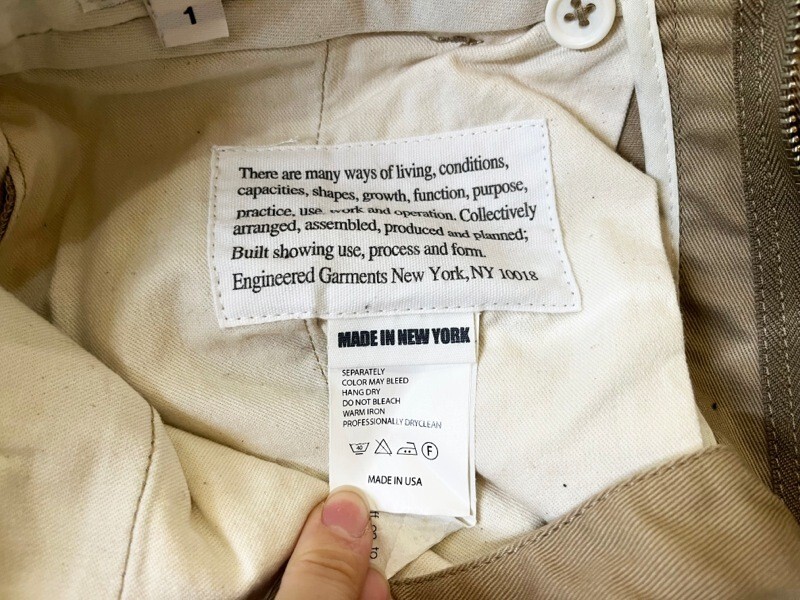 1
There are many ways of living, conditions,
capacities, shapes, growth, function, purpose,
practice, use, work and operation. Collectively
arranged, assembled, produced and planned;
Built showing use, process and form.
Engineered Garments New York, NY 10018
MADE IN NEW YORK
SEPARATELY
COLOR MAY BLEED
HANG DRY
DO NOT BLEACH
WARM IRON
PROFESSIONALLY DRYCLEAN
40 F
MADE IN USA